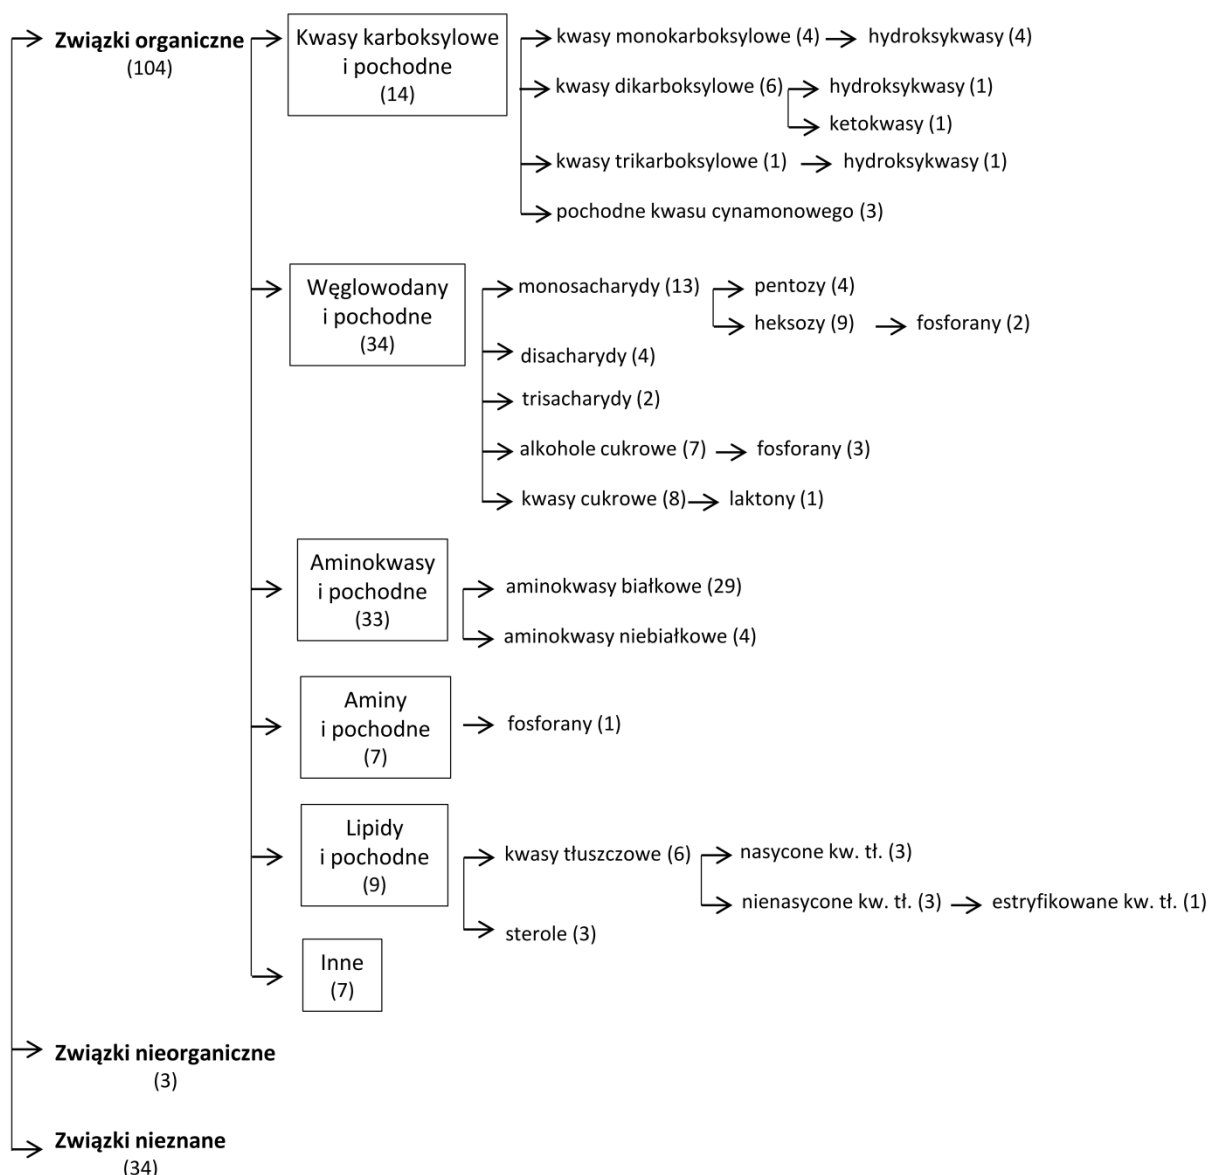 Związki organiczne
(104)
Kwasy karboksylowe
i pochodne
(14)
kwasy monokarboksylowe (4)
hydroksykwasy (4)
kwasy dikarboksylowe (6)
hydroksykwasy (1)
ketokwasy (1)
kwasy trikarboksylowe (1)
hydroksykwasy (1)
pochodne kwasu cynamonowego (3)
Węglowodany
i pochodne
(34)
monosacharydy (13)
pentozy (4)
heksozy (9)
fosforany (2)
disacharydy (4)
trisacharydy (2)
alkohole cukrowe (7)
fosforany (3)
kwasy cukrowe (8)
laktony (1)
Aminokwasy
i pochodne
(33)
aminokwasy białkowe (29)
aminokwasy niebiałkowe (4)
Aminy
i pochodne
(7)
fosforany (1)
Lipidy
i pochodne
(9)
kwasy tłuszczowe (6)
nasycone kw. tł. (3)
nienasycone kw. tł. (3)
estryfikowane kw. tł. (1)
sterole (3)
Inne
(7)
Związki nieorganiczne
(3)
Związki nieznane
(34)